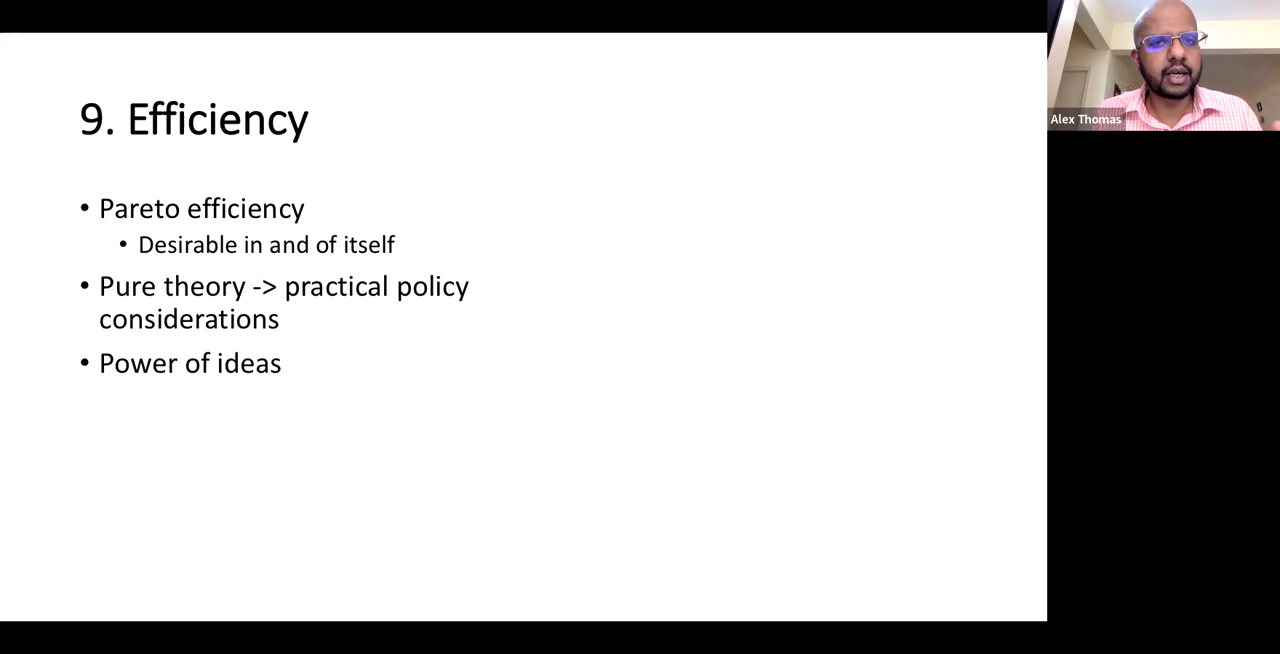 9. Efficiency
• Pareto efficiency
• Desirable in and of itself
• Pure theory -> practical policy
considerations
• Power of ideas
Alex Thomas